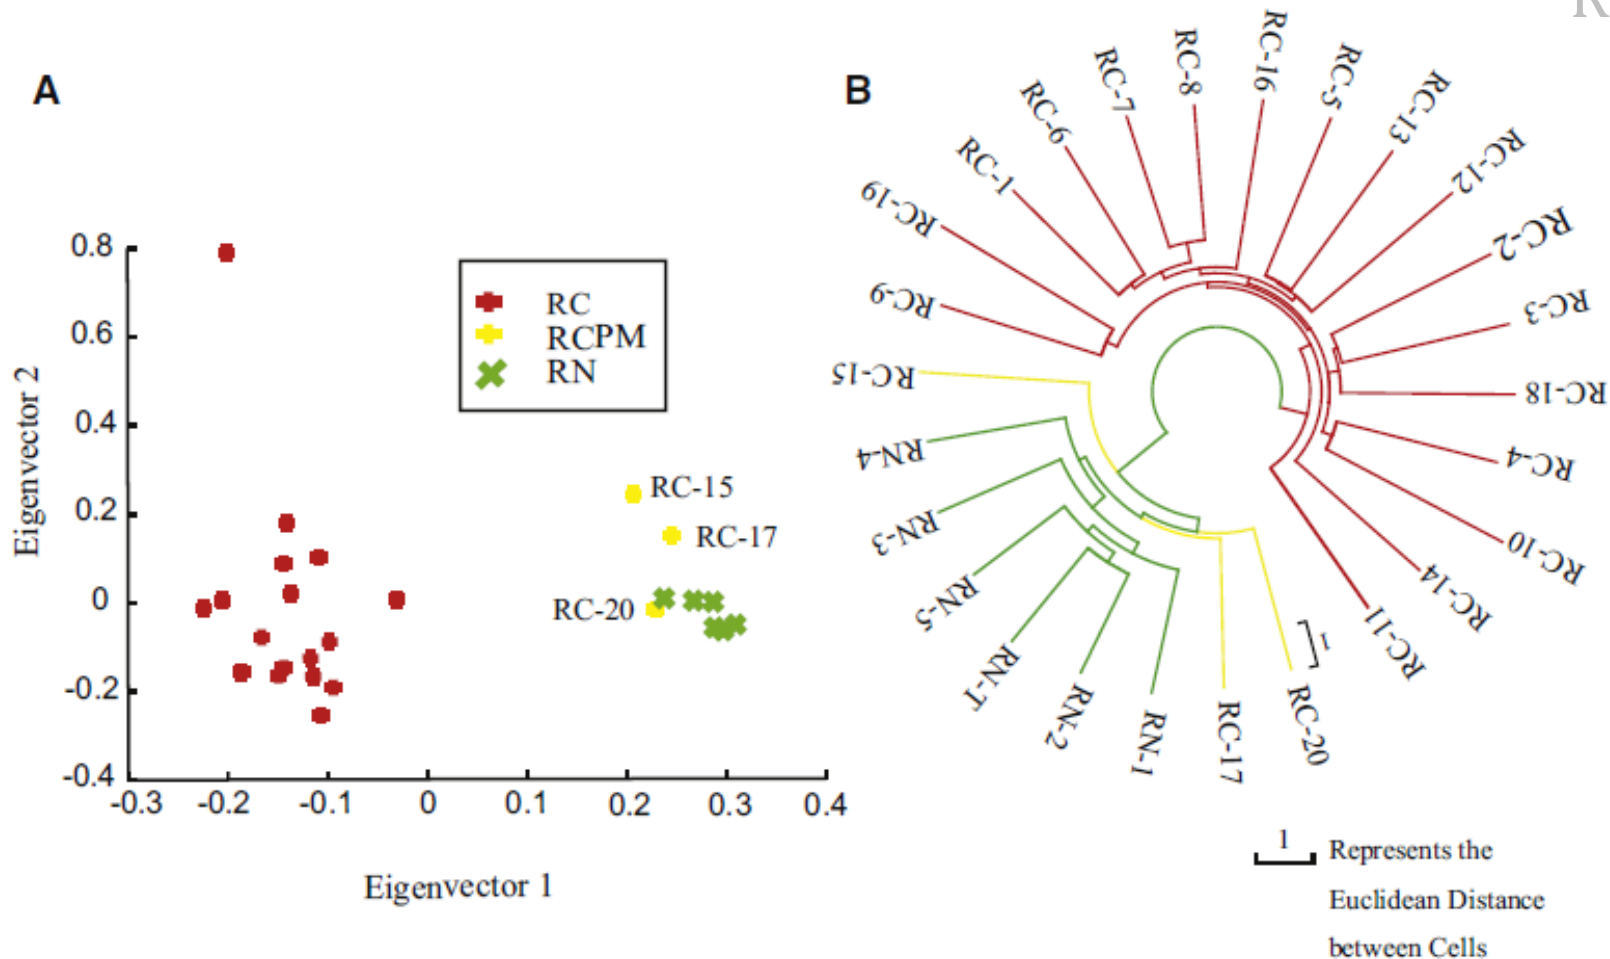 R
A
B
0.8
0.6
0.4
0.2
0
-0.2
-0.4
-0.3
-0.2
-0.1
0
0.1
0.2
0.3
0.4
Eigenvector 2
Eigenvector 1
RC
RCPM
RN
RC-15
RC-17
RC-20
RC-9
RC-19
RC-1
RC-6
RC-7
RC-8
RC-16
RC-5
RC-13
RC-12
RC-2
RC-3
RC-18
RC-4
RC-10
RC-14
RC-11
RC-20
RC-17
RN-1
RN-2
RN-T
RN-5
RN-3
RN-4
RC-15
1
1
Represents the
Euclidean Distance
between Cells